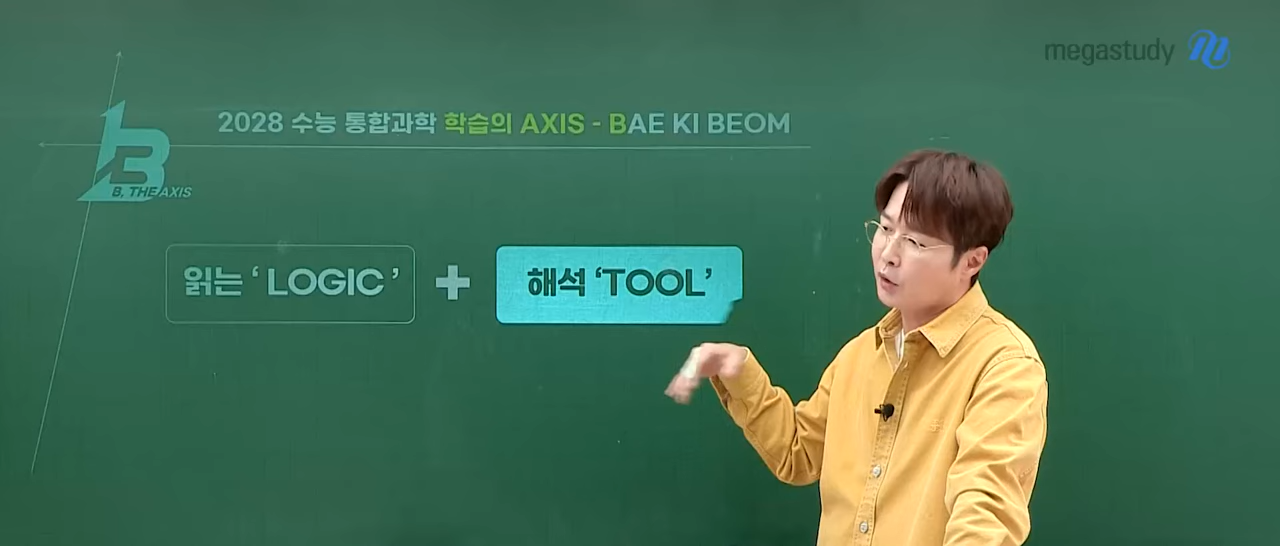 megastudy
2028 수능 통합과학 학습의 AXIS - BAE KI BEOM
B, THE AXIS
읽는 ‘ LOGIC ’ + 해석 ‘TOOL’